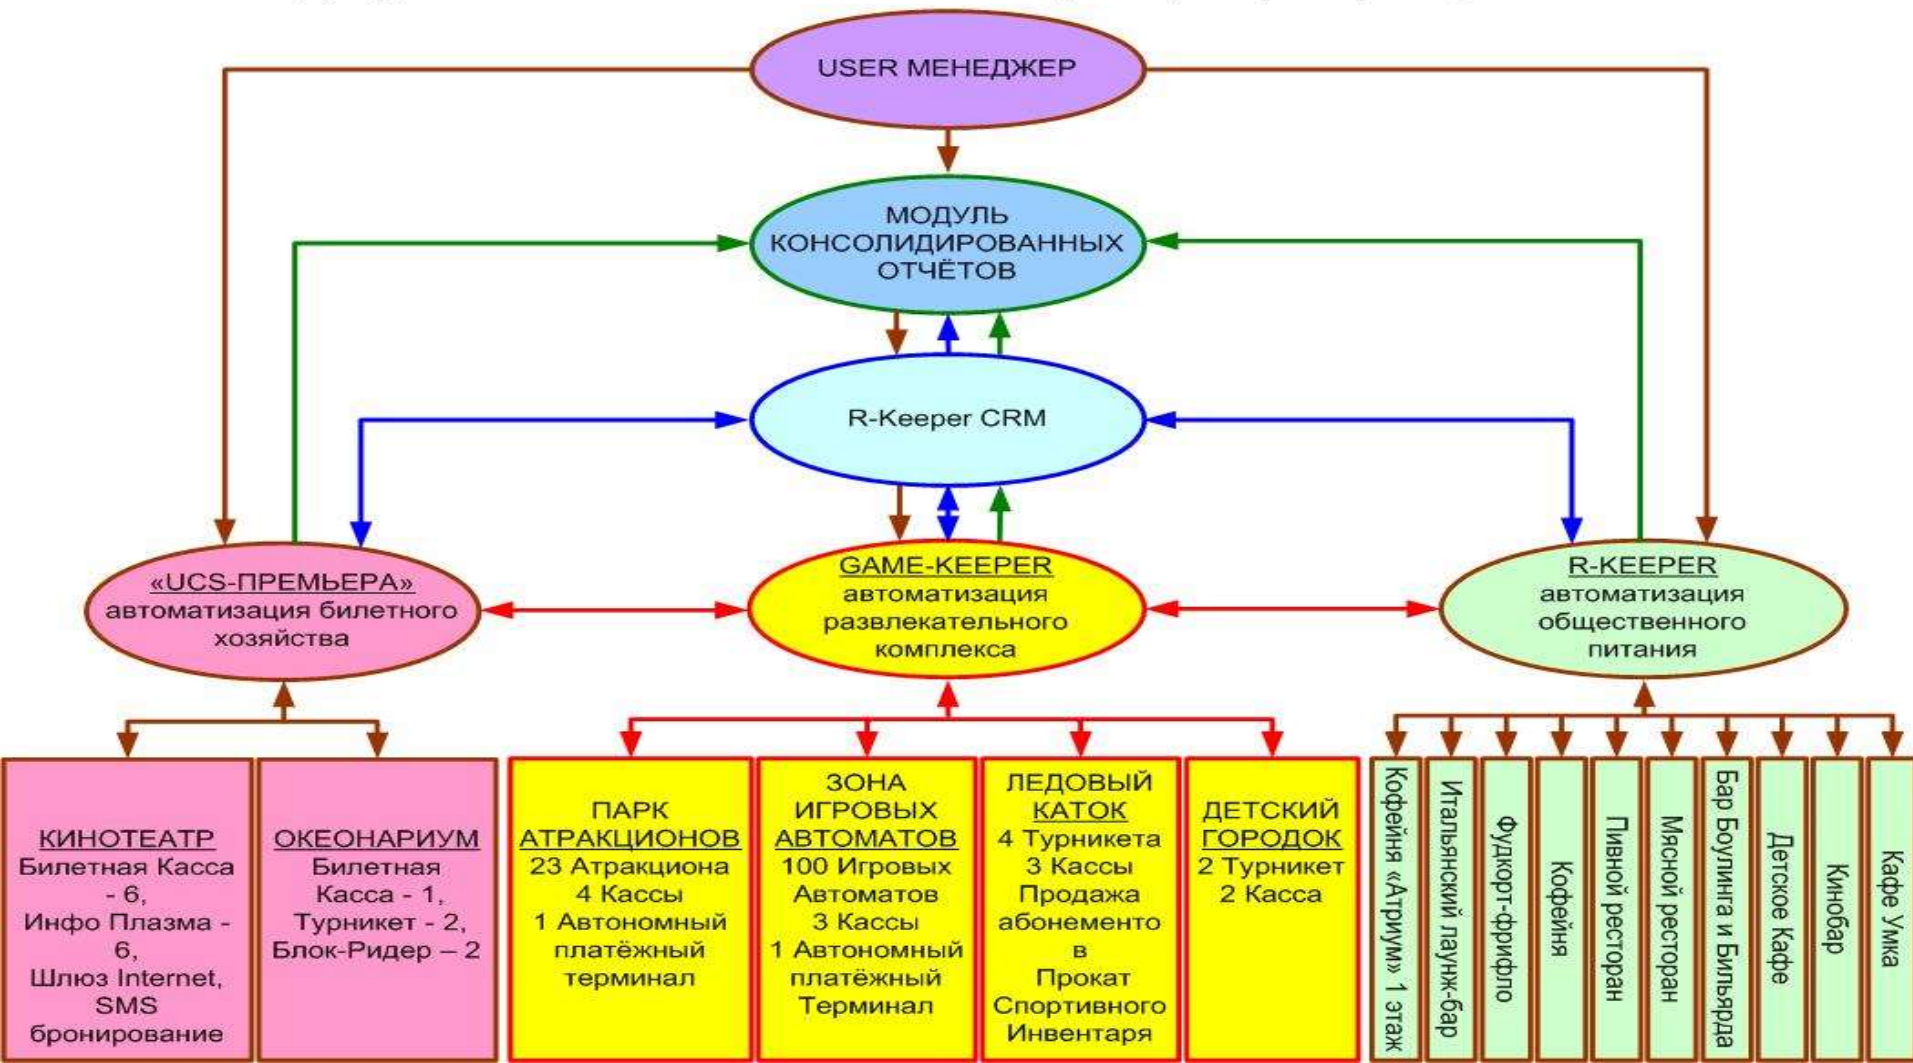 USER МЕНЕДЖЕР
МОДУЛЬ
КОНСОЛИДИРОВАННЫХ
ОТЧЁТОВ
R-Keeper CRM
«UCS-ПРЕМЬЕРА»
автоматизация билетного
хозяйства
GAME-KEEPER
автоматизация
развлекательного
комплекса
R-KEEPER
автоматизация
общественного
питания
КИНОТЕАТР
Билетная Касса
- 6,
Инфо Плазма -
6,
Шлюз Internet,
SMS
бронирование
ОКЕОНАРИУМ
Билетная
Касса - 1,
Турникет - 2,
Блок-Ридер – 2
ПАРК
АТРАКЦИОНОВ
23 Атракциона
4 Кассы
1 Автономный
платёжный
терминал
ЗОНА
ИГРОВЫХ
АВТОМАТОВ
100 Игровых
Автоматов
3 Кассы
1 Автономный
платёжный
Терминал
ЛЕДОВЫЙ
КАТОК
4 Турникета
3 Кассы
Продажа
абонементо
в
Прокат
Спортивного
Инвентаря
ДЕТСКИЙ
ГОРОДОК
2 Турникет
2 Касса
Кофейня «Атриум» 1 этаж
Итальянский лаунж-бар
Фудкорт-фрифло
Кофейня
Пивной ресторан
Мясной ресторан
Бар Боулинга и Бильярда
Детское Кафе
Кинобар
Кафе Умка